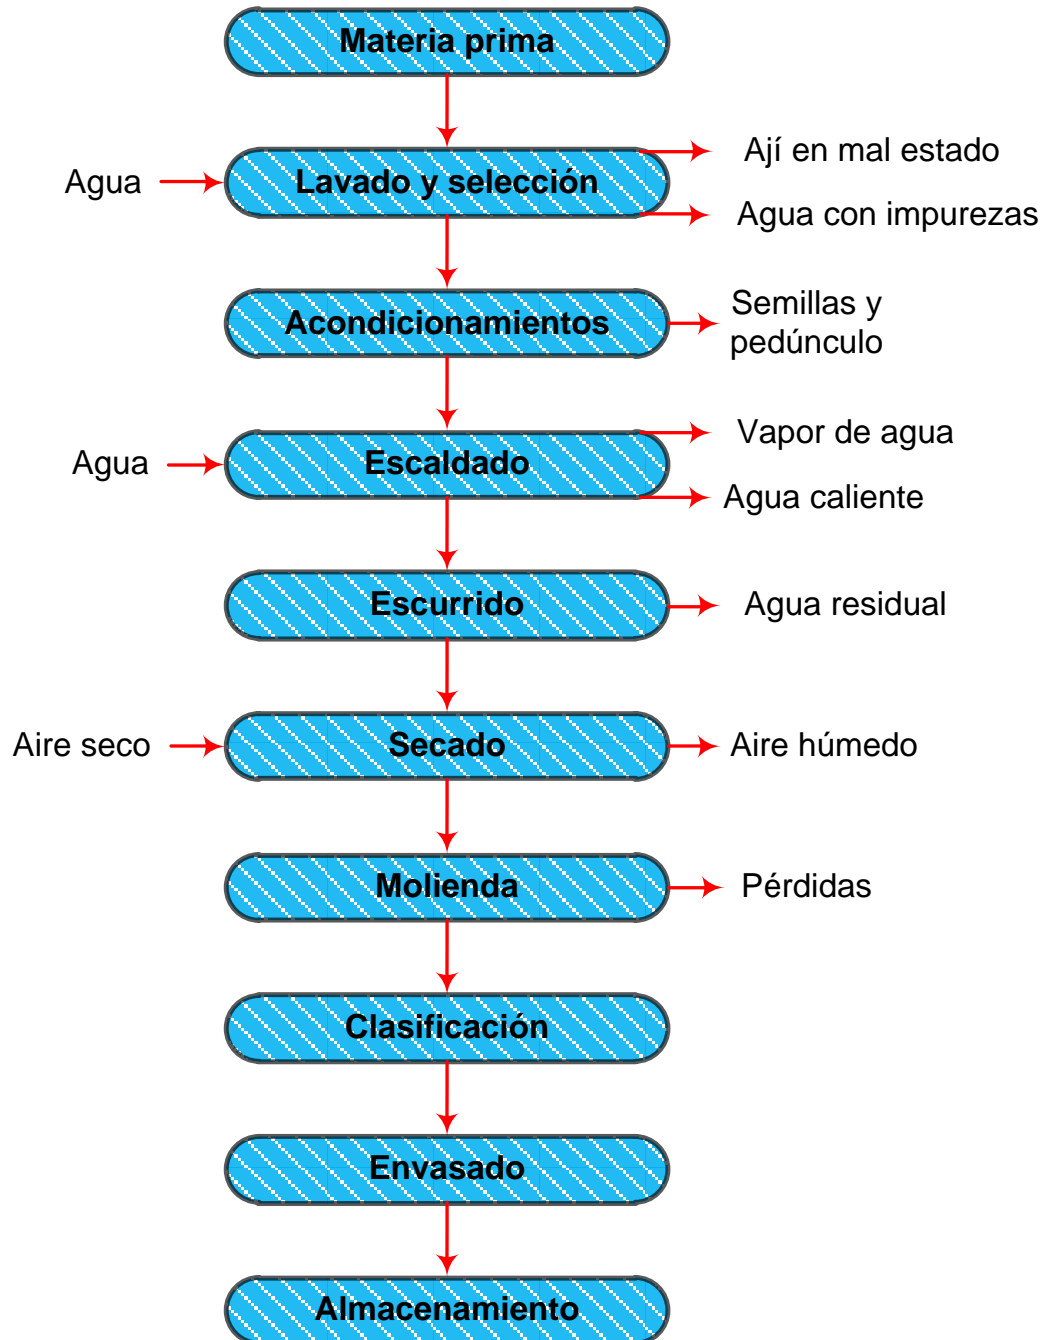 Materia prima
Ají en mal estado
Agua
Lavado y selección
Agua con impurezas
Acondicionamientos
Semillas y
pedúnculo
Vapor de agua
Agua
Escaldado
Agua caliente
Escurrido
Agua residual
Aire seco
Secado
Aire húmedo
Molienda
Pérdidas
Clasificación
Envasado
Almacenamiento